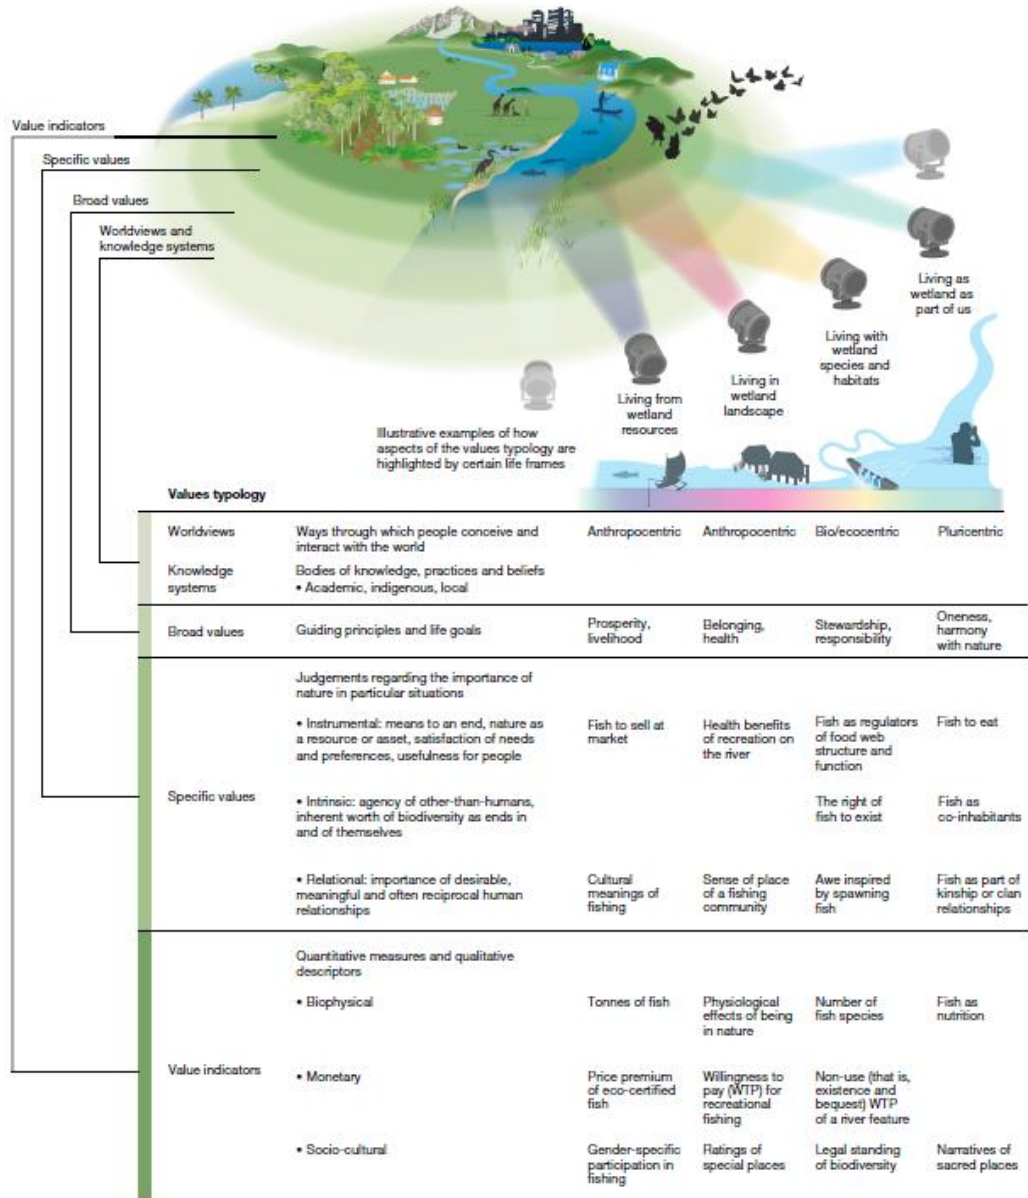 Value indicators
Specific values
Broad values
Worldviews and
knowledge systems
Living as
wetland as
part of us
Living with
wetland
species and
habitats
Living in
wetland
landscape
Living from
wetland
resources
Illustrative examples of how
aspects of the values typology are
highlighted by certain life frames
Values typology
Worldviews
Ways through which people conceive and
interact with the world
Anthropocentric
Anthropocentric
Bio/ecocentric
Pluricentric
Knowledge
systems
Bodies of knowledge, practices and beliefs
• Academic, indigenous, local
Broad values
Guiding principles and life goals
Prosperity,
livelihood
Belonging,
health
Stewardship,
responsibility
Oneness,
harmony
with nature
Specific values
Judgements regarding the importance of
nature in particular situations
• Instrumental: means to an end, nature as
a resource or asset, satisfaction of needs
and preferences, usefulness for people
Fish to sell at
market
Health benefits
of recreation on
the river
Fish as regulators
of food web
structure and
function
Fish to eat
• Intrinsic: agency of other-than-humans,
inherent worth of biodiversity as ends in
and of themselves
The right of
fish to exist
Fish as
co-inhabitants
• Relational: importance of desirable,
meaningful and often reciprocal human
relationships
Cultural
meanings of
fishing
Sense of place
of a fishing
community
Awe inspired
by spawning
fish
Fish as part of
kinship or clan
relationships
Value indicators
Quantitative measures and qualitative
descriptors
• Biophysical
Tonnes of fish
Physiological
effects of being
in nature
Number of
fish species
Fish as
nutrition
• Monetary
Price premium
of eco-certified
fish
Willingness to
pay (WTP) for
recreational
fishing
Non-use (that is,
existence and
bequest) WTP
of a river feature
• Socio-cultural
Gender-specific
participation in
fishing
Ratings of
special places
Legal standing
of biodiversity
Narratives of
sacred places